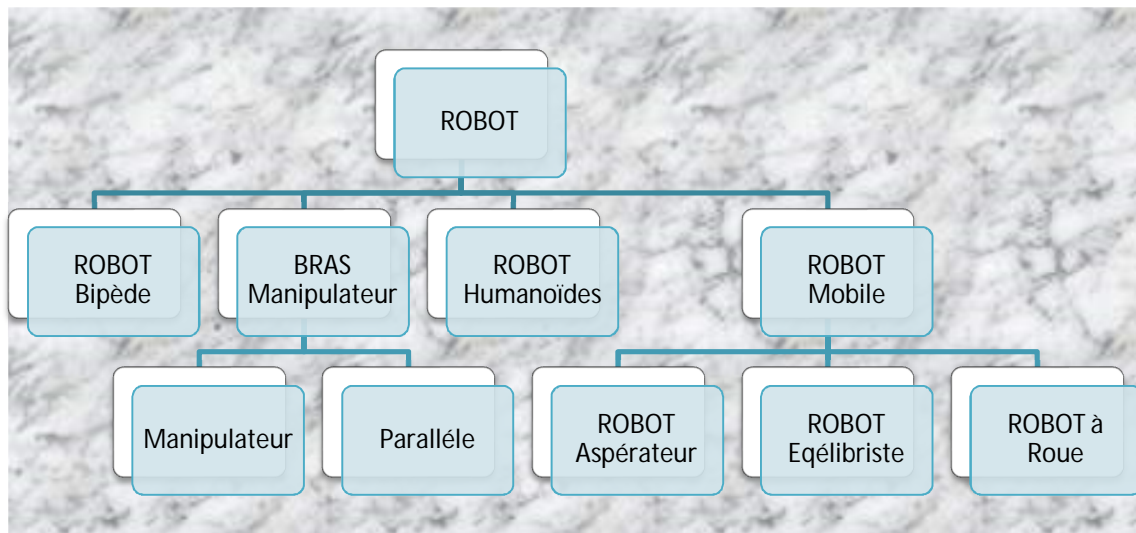 ROBOT
ROBOT
Bipède
BRAS
Manipulateur
ROBOT
Humanoïdes
ROBOT
Mobile
Manipulateur
Paralléle
ROBOT
Aspérateur
ROBOT
Eqélibriste
ROBOT à
Roue